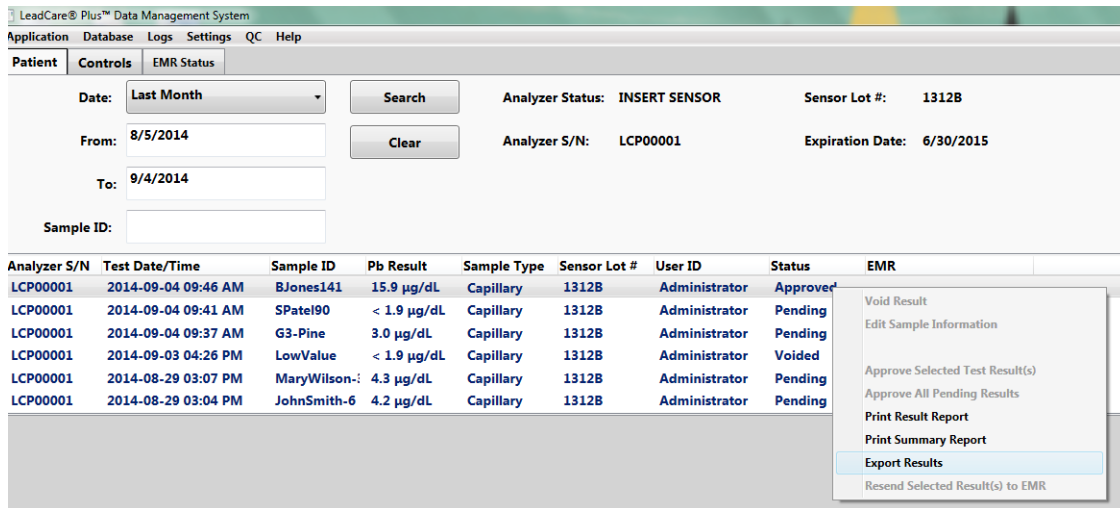 LeadCare® Plus™ Data Management System
Application Database Logs Settings QC Help
Patient Controls EMR Status
Date: Last Month Search Analyzer Status: INSERT SENSOR Sensor Lot #: 1312B
From: 8/5/2014 Clear Analyzer S/N: LCP00001 Expiration Date: 6/30/2015
To: 9/4/2014
Sample ID:
Analyzer S/N Test Date/Time Sample ID Pb Result Sample Type Sensor Lot # User ID Status EMR
LCP00001 2014-09-04 09:46 AM BJones141 15.9 µg/dL Capillary 1312B Administrator Approved
LCP00001 2014-09-04 09:41 AM SPatel90 < 1.9 µg/dL Capillary 1312B Administrator Pending
LCP00001 2014-09-04 09:37 AM G3-Pine 3.0 µg/dL Capillary 1312B Administrator Pending
LCP00001 2014-09-03 04:26 PM LowValue < 1.9 µg/dL Capillary 1312B Administrator Voided
LCP00001 2014-08-29 03:07 PM MaryWilson- 4.3 µg/dL Capillary 1312B Administrator Pending
LCP00001 2014-08-29 03:04 PM JohnSmith-6 4.2 µg/dL Capillary 1312B Administrator Pending
Void Result
Edit Sample Information
Approve Selected Test Result(s)
Approve All Pending Results
Print Result Report
Print Summary Report
Export Results
Resend Selected Result(s) to EMR